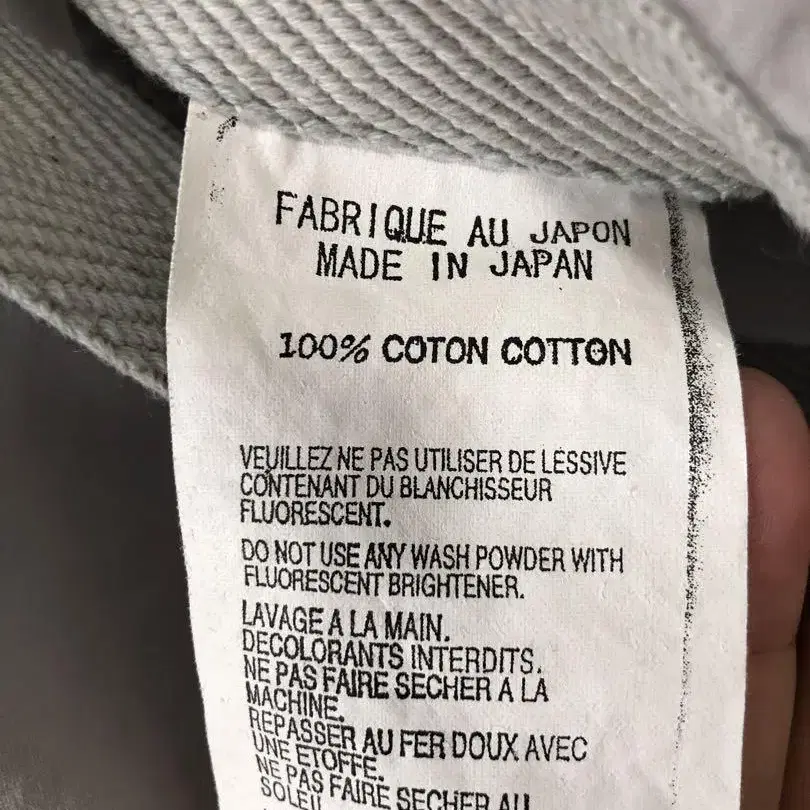 FABRIQUE AU JAPON
MADE IN JAPAN
100% COTON COTTON
VEUILLEZ NE PAS UTILISER DE LESSIVE
CONTENANT DU BLANCHISSEUR
FLUORESCENT.
DO NOT USE ANY WASH POWDER WITH
FLUORESCENT BRIGHTENER.
LAVAGE A LA MAIN.
DECOLORANTS INTERDITS.
NE PAS FAIRE SECHER A LA
MACHINE.
REPASSER AU FER DOUX AVEC
UNE ETOFFE.
NE PAS FAIRE SECHER AU
SOLEIL